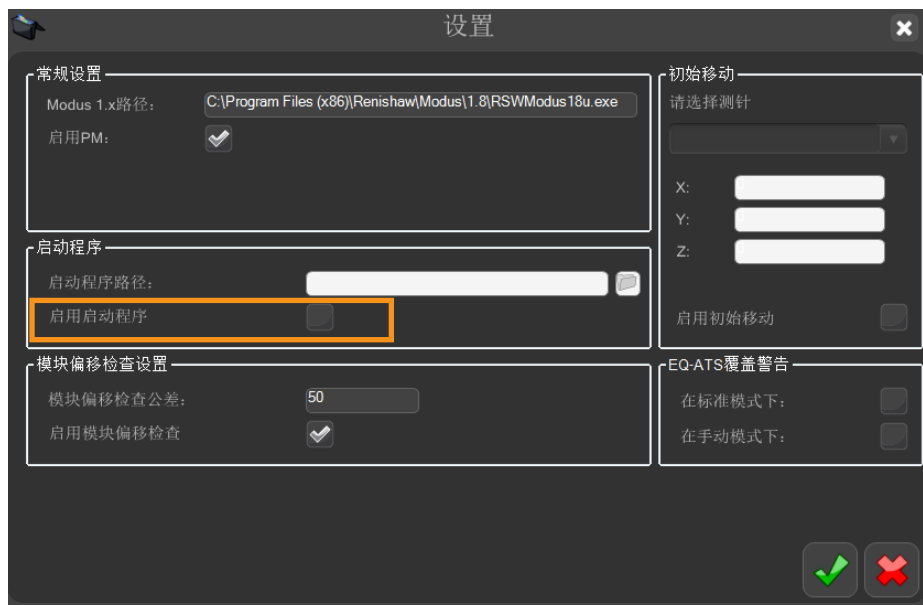 设置
常规设置
Modus 1.x路径：
C:\Program Files (x86)\Renishaw\Modus\1.8\RSWModus18u.exe
启用PM：
启动程序
启动程序路径：
启用启动程序
模块偏移检查设置
模块偏移检查公差：
50
启用模块偏移检查
初始移动
请选择测针
X:
Y:
Z:
启用初始移动
EQ-ATS覆盖警告
在标准模式下：
在手动模式下：